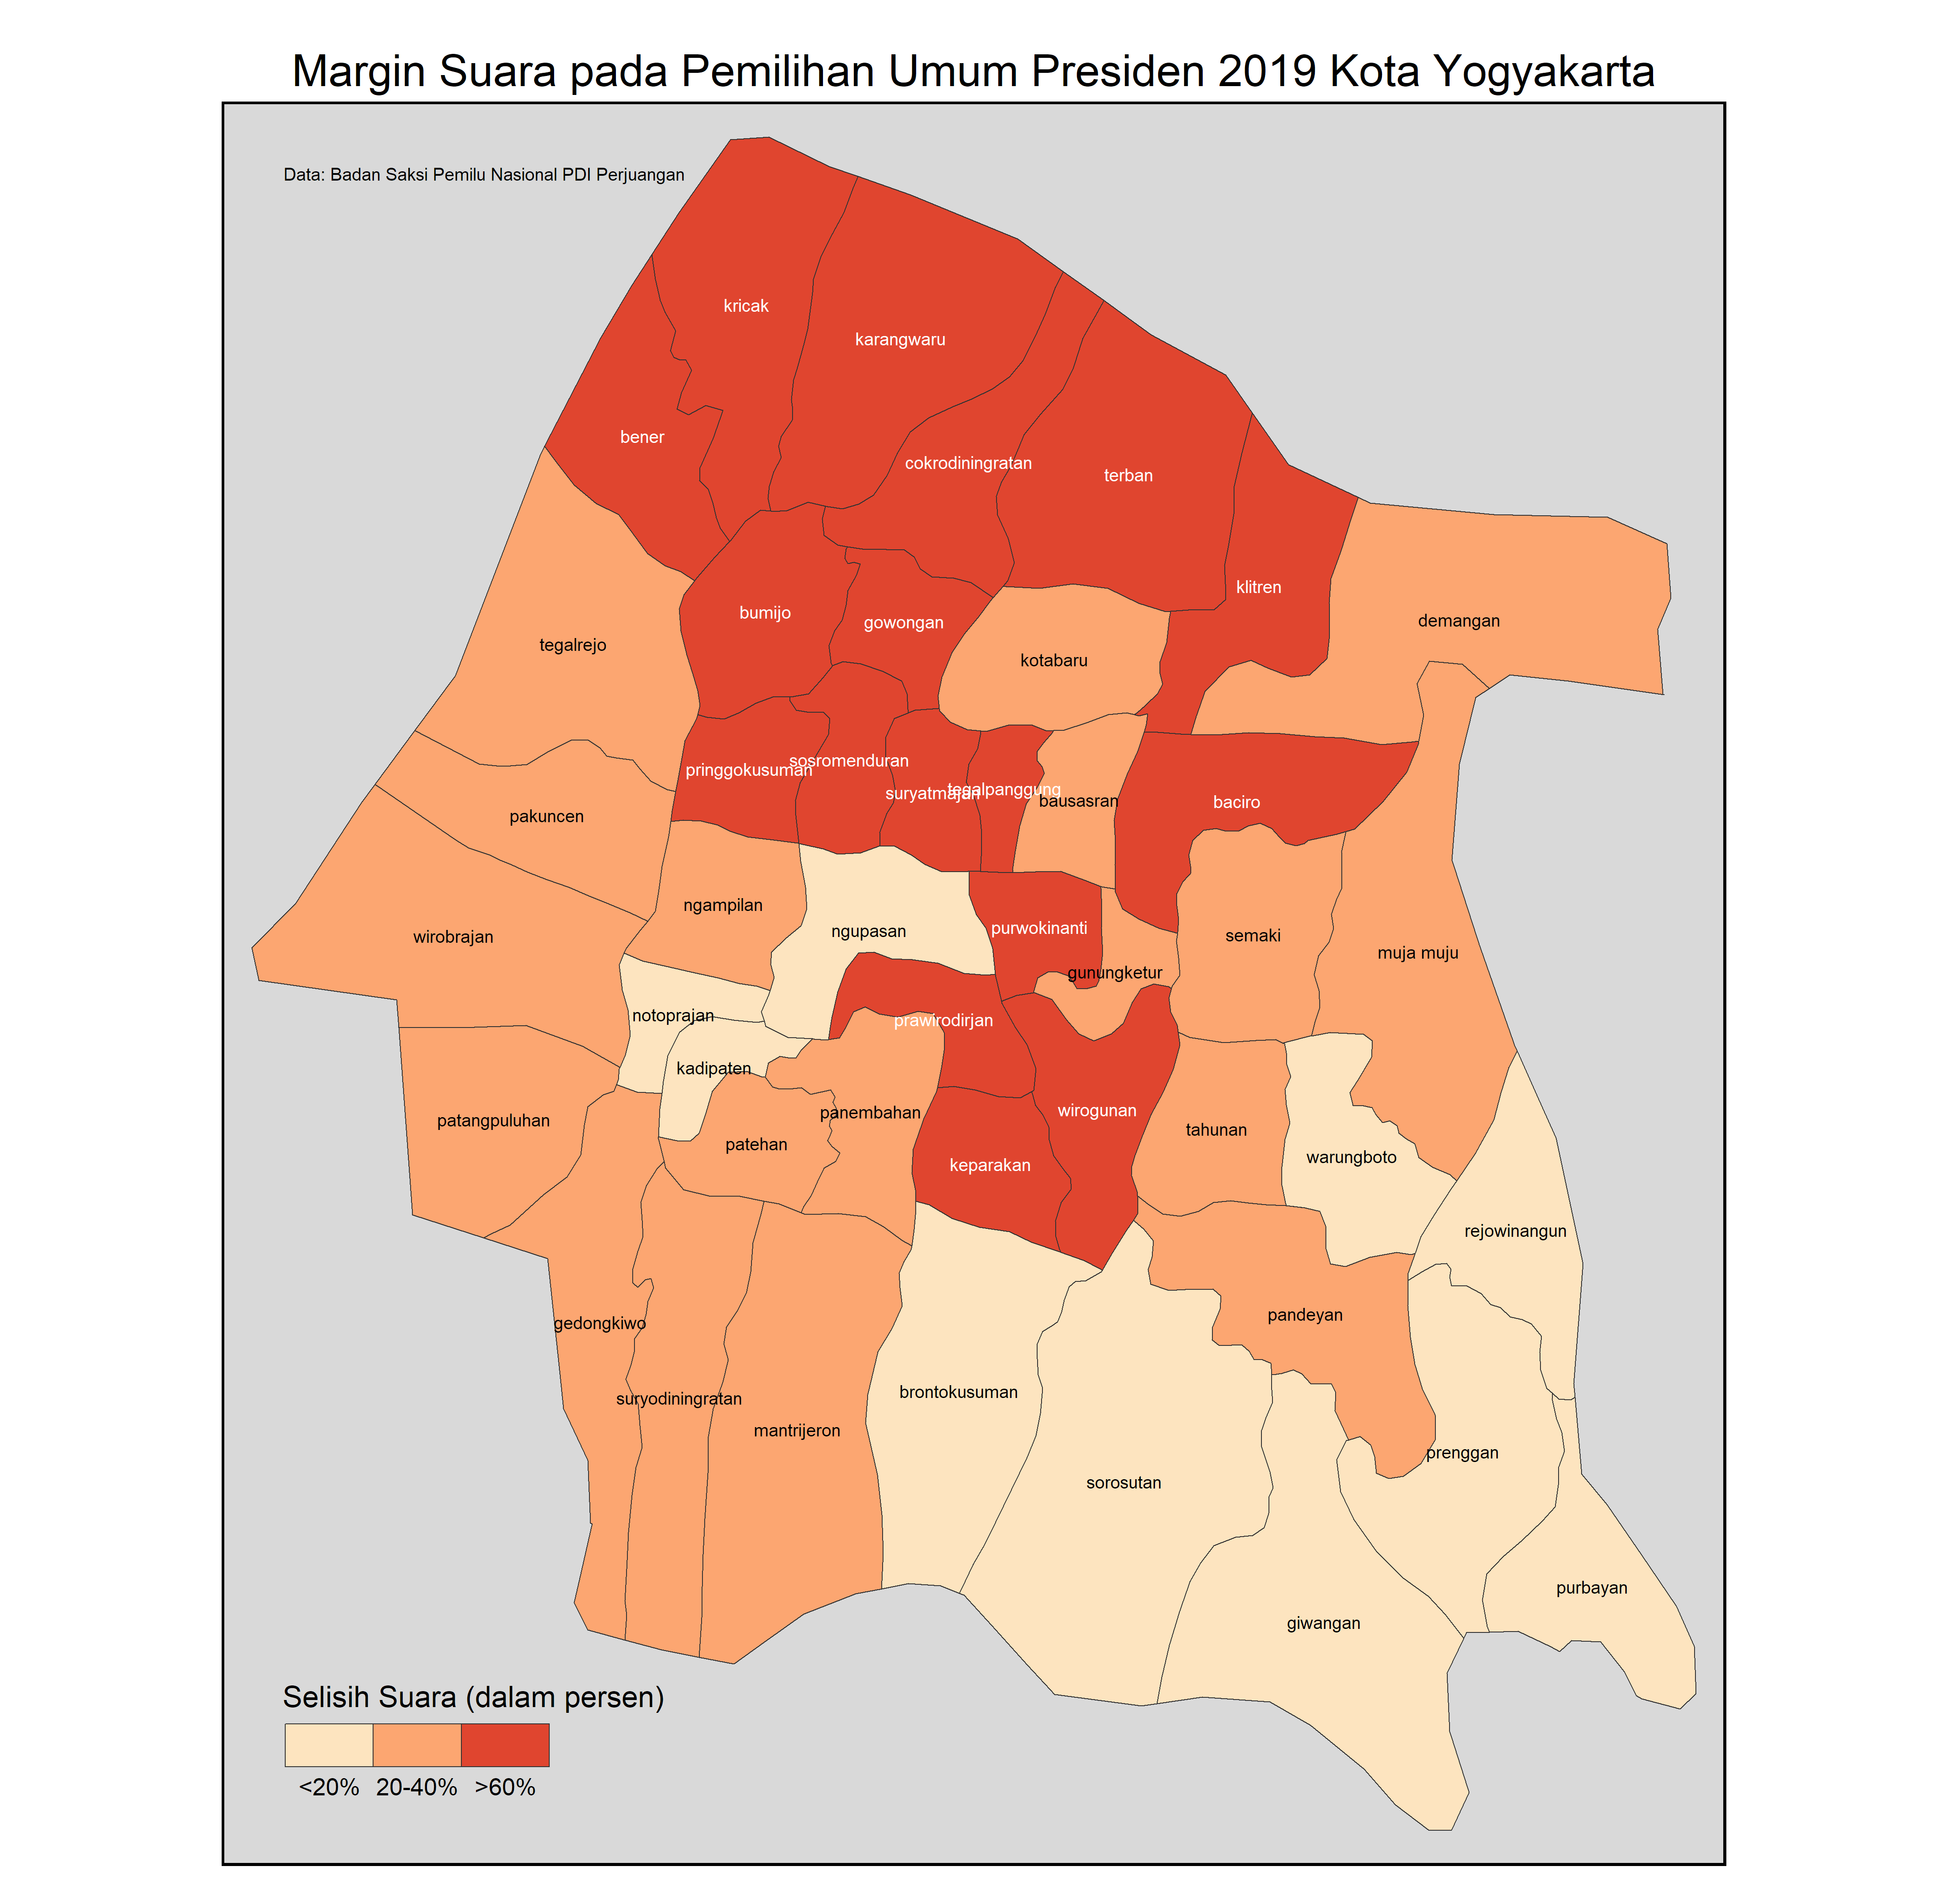 Margin Suara pada Pemilihan Umum Presiden 2019 Kota Yogyakarta
Data: Badan Saksi Pemilu Nasional PDI Perjuangan
kricak
karangwaru
bener
cokrodiningratan
terban
klitren
bumijo
gowongan
demangan
tegalrejo
kotabaru
sosromenduran
pringgokusuman
suryatmajan
tegalpanggung
bausasran
baciro
pakuncen
ngampilan
ngupasan
purwokinanti
semaki
wirobrajan
muja muju
gunungketur
notoprajan
prawirodirjan
kadipaten
panembahan
wirogunan
patangpuluhan
patehan
tahunan
keparakan
warungboto
rejowinangun
gedongkiwo
pandeyan
suryodiningratan
brontokusuman
mantrijeron
prenggan
sorosutan
purbayan
giwangan
Selisih Suara (dalam persen)
<20% 20-40% >60%